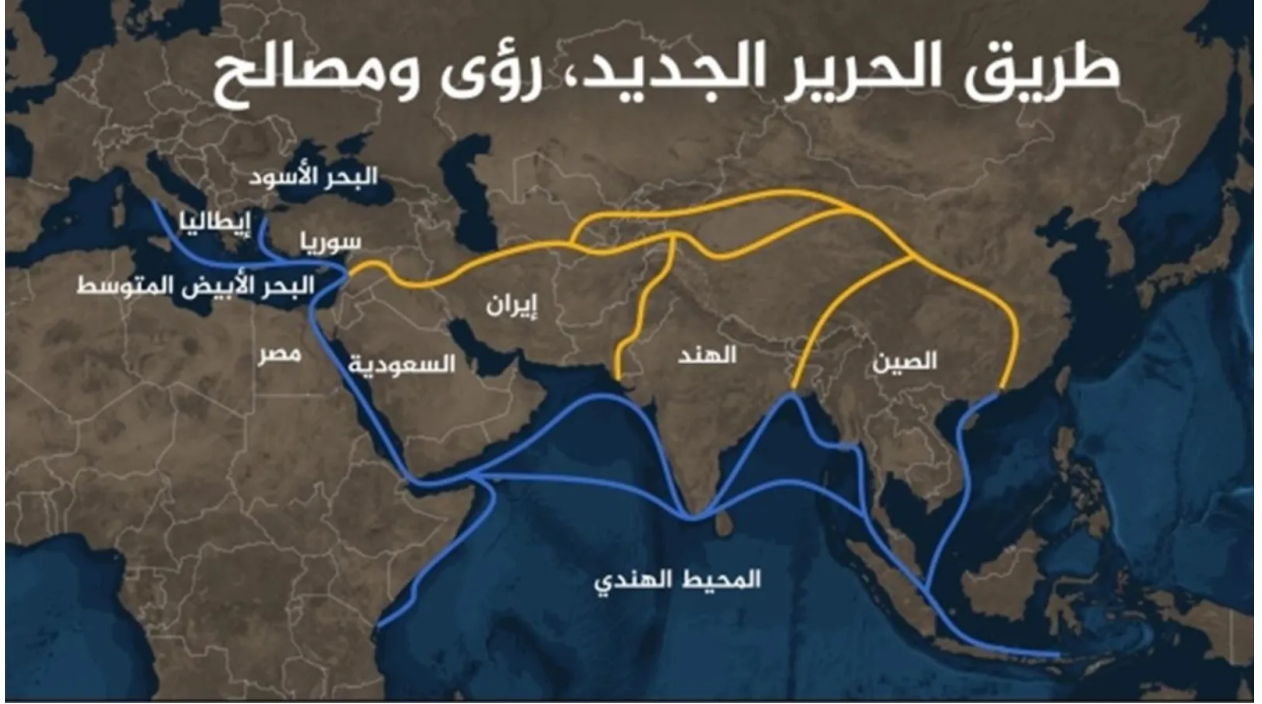 طريق الحرير الجديد، رؤى ومصالح
البحر الأسود
إيطاليا
سوريا
البحر الأبيض المتوسط
إيران
مصر
السعودية
الهند
الصين
المحيط الهندي